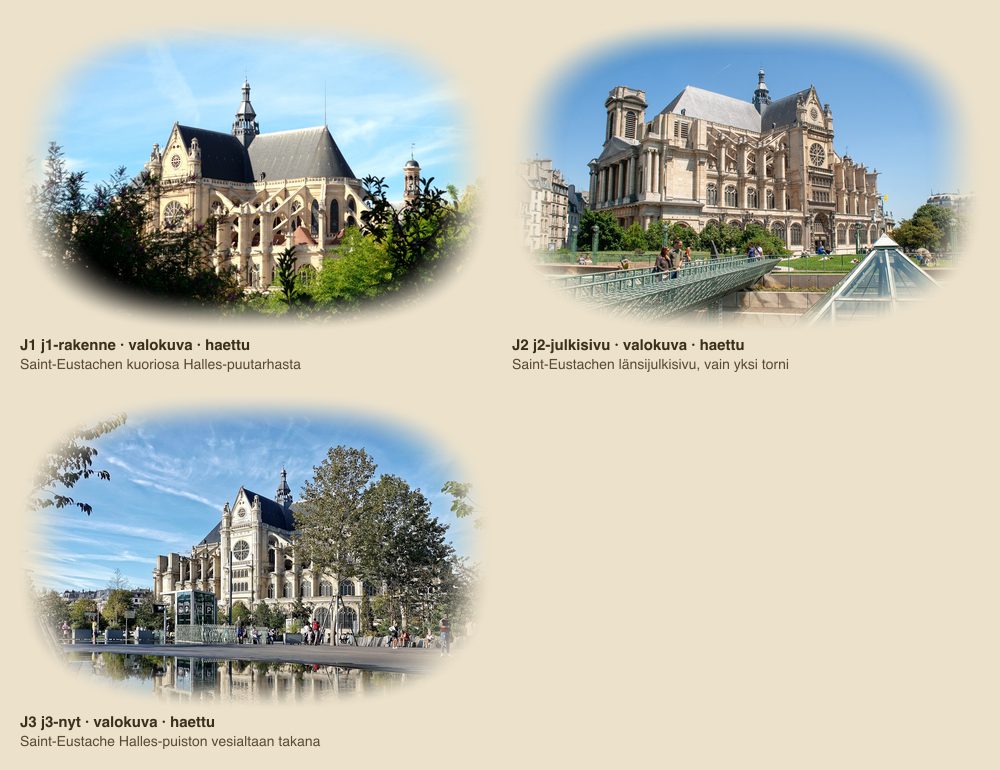 J1 j1-rakenne · valokuva · haettu
Saint-Eustachen kuoriosa Halles-puutarhasta
J2 j2-julkisivu · valokuva · haettu
Saint-Eustachen länsijulkisivu, vain yksi torni
J3 j3-nyt · valokuva · haettu
Saint-Eustache Halles-puiston vesialtaan takana